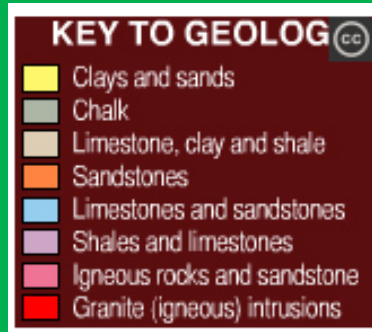 KEY TO GEOLOG
cc
Clays and sands
Chalk
Limestone, clay and shale
Sandstones
Limestones and sandstones
Shales and limestones
Igneous rocks and sandstone
Granite (igneous) intrusions